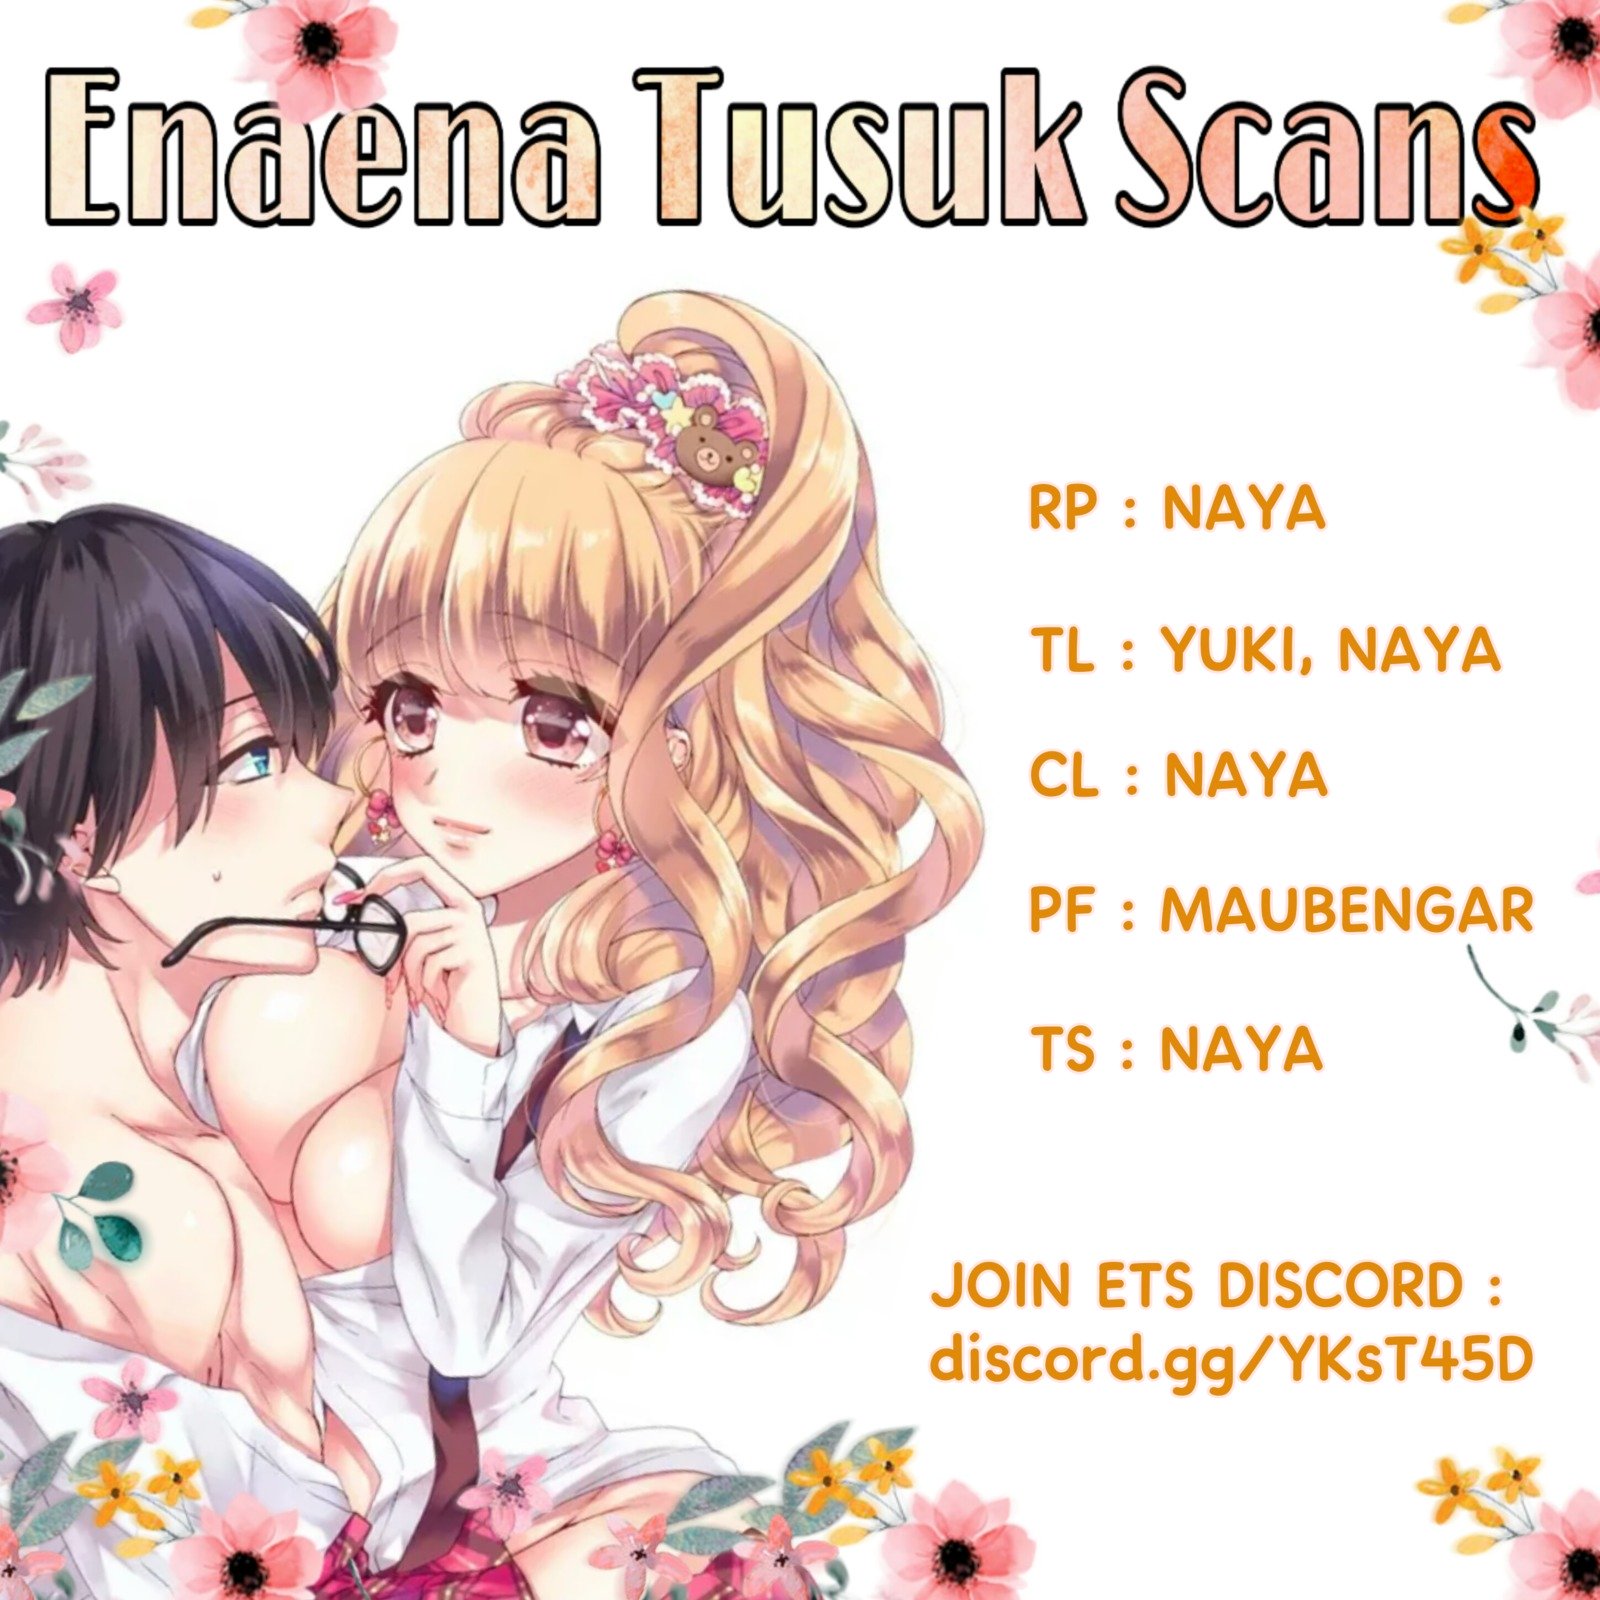 Enaena Tusuk Scans
RP : NAYA
TL : YUKI, NAYA
CL : NAYA
PF : MAUBENGAR
TS : NAYA
JOIN ETS DISCORD :
discord.gg/YKsT45D